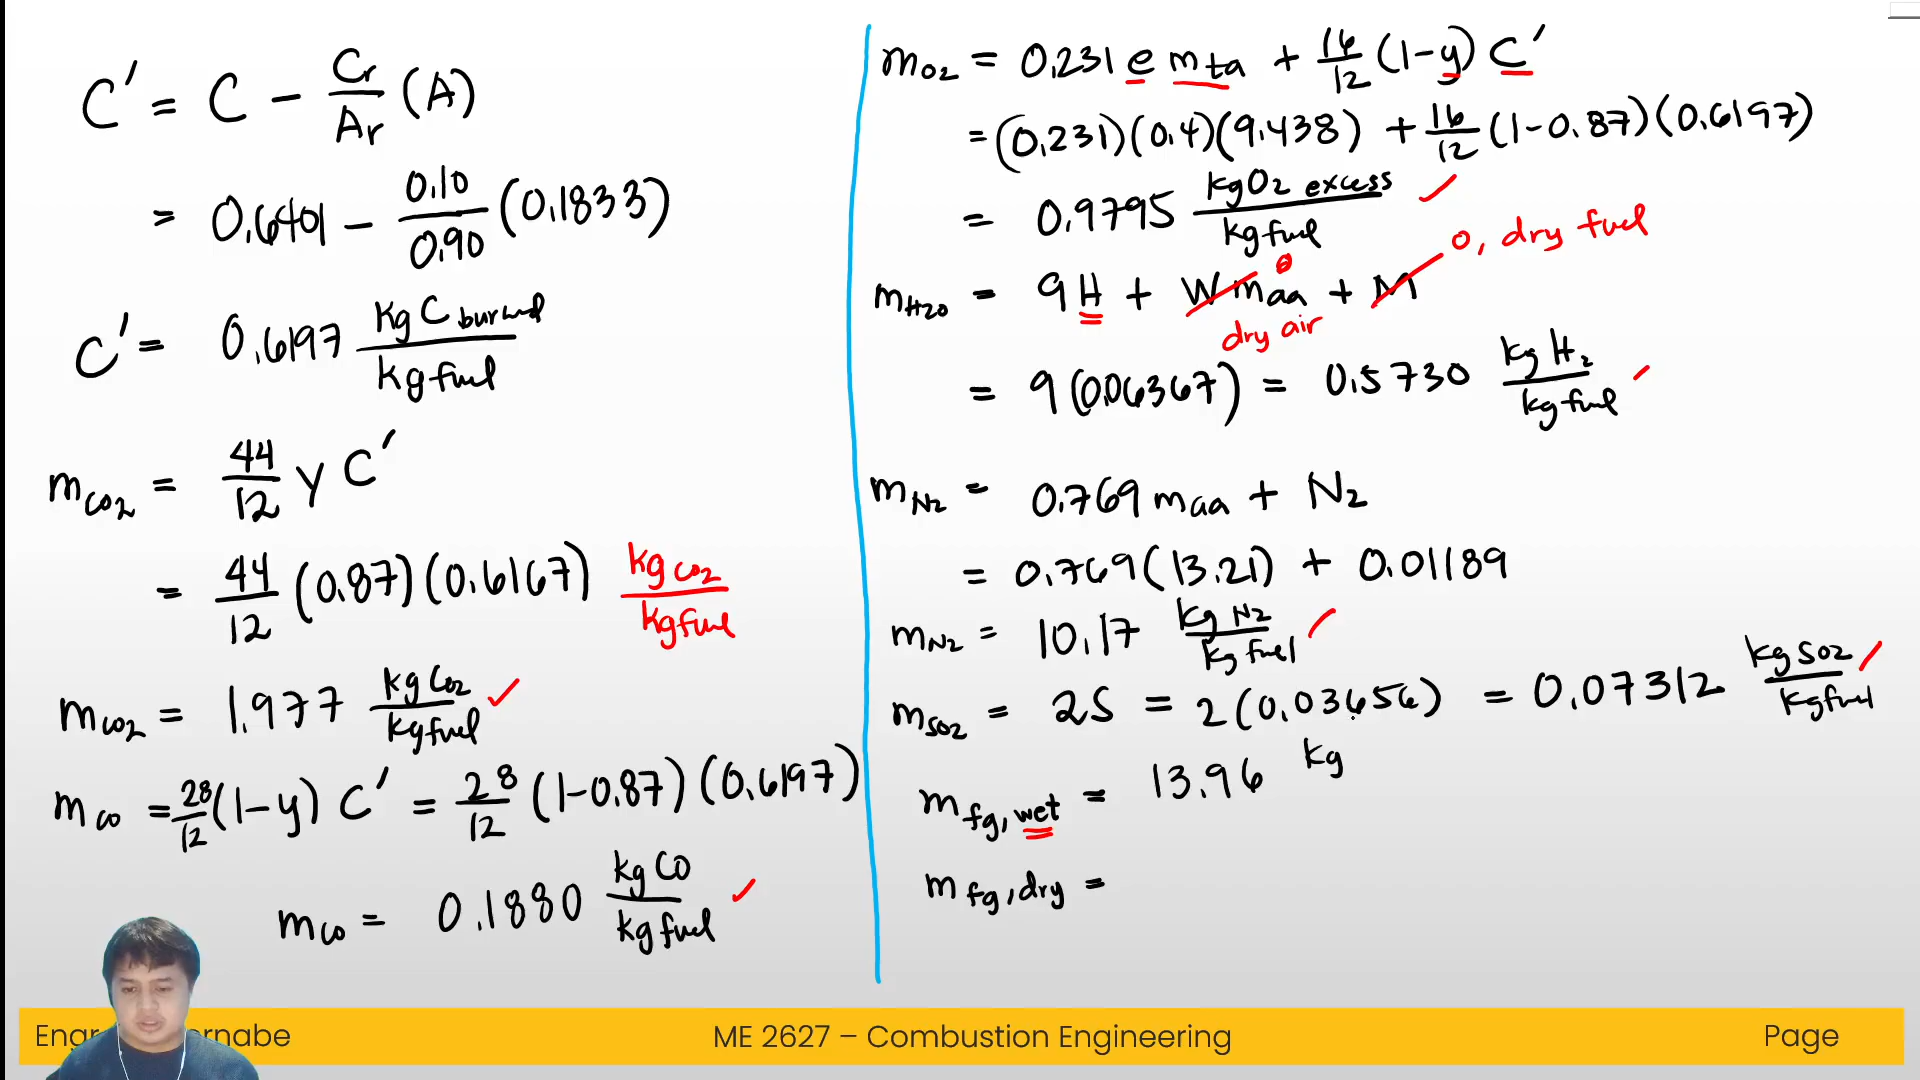 C' = C - Cr/Ar (A)
= 0.6401 - 0.10/0.90 (0.1833)
C' = 0.6197 kg C burned/kg fuel
mCO2 = 44/12 y C'
= 44/12 (0.87)(0.6167) kg CO2/kg fuel
mCO2 = 1.977 kg CO2/kg fuel ✓
mCO = 28/12 (1-y) C' = 28/12 (1-0.87)(0.6197)
mCO = 0.1880 kg CO/kg fuel ✓
mO2 = 0.231 e mta + 16/12 (1-y) C'
= (0.231)(0.4)(9.438) + 16/12 (1-0.87)(0.6197)
= 0.9795 kg O2 excess/kg fuel ✓
0, dry fuel
mH2O = 9H + W maa + M
0
dry air
= 9(0.06367) = 0.5730 kg H2/kg fuel
mN2 = 0.769 maa + N2
= 0.769(13.21) + 0.01189
mN2 = 10.17 kg N2/kg fuel
mSO2 = 2S = 2(0.03656) = 0.07312 kg SO2/kg fuel
mfg,wet = 13.96 kg
mfg,dry =
Engr rnabe
ME 2627 – Combustion Engineering
Page